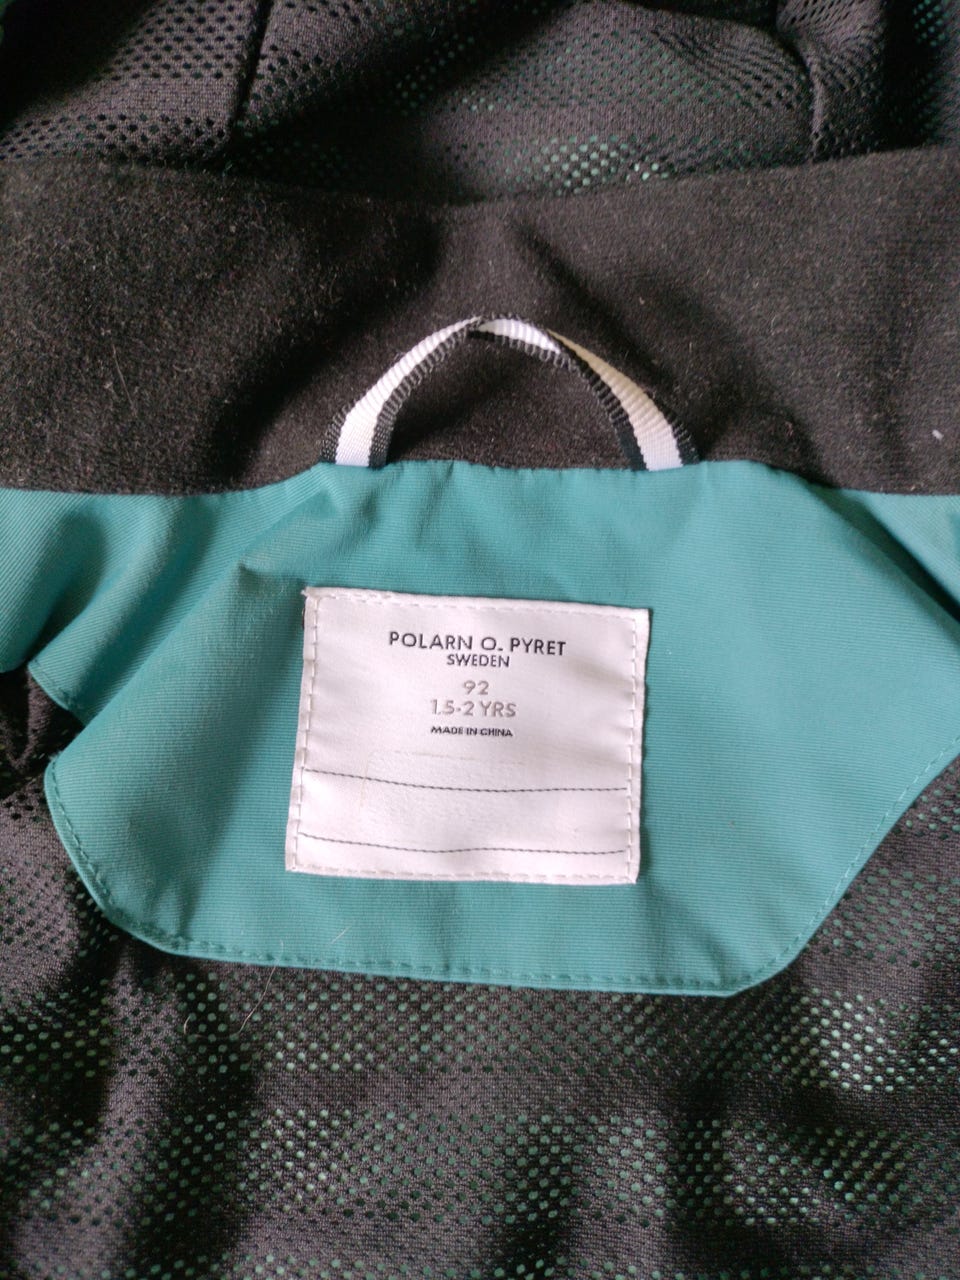 POLARN O. PYRET
SWEDEN
92
1.5-2 YRS
MADE IN CHINA